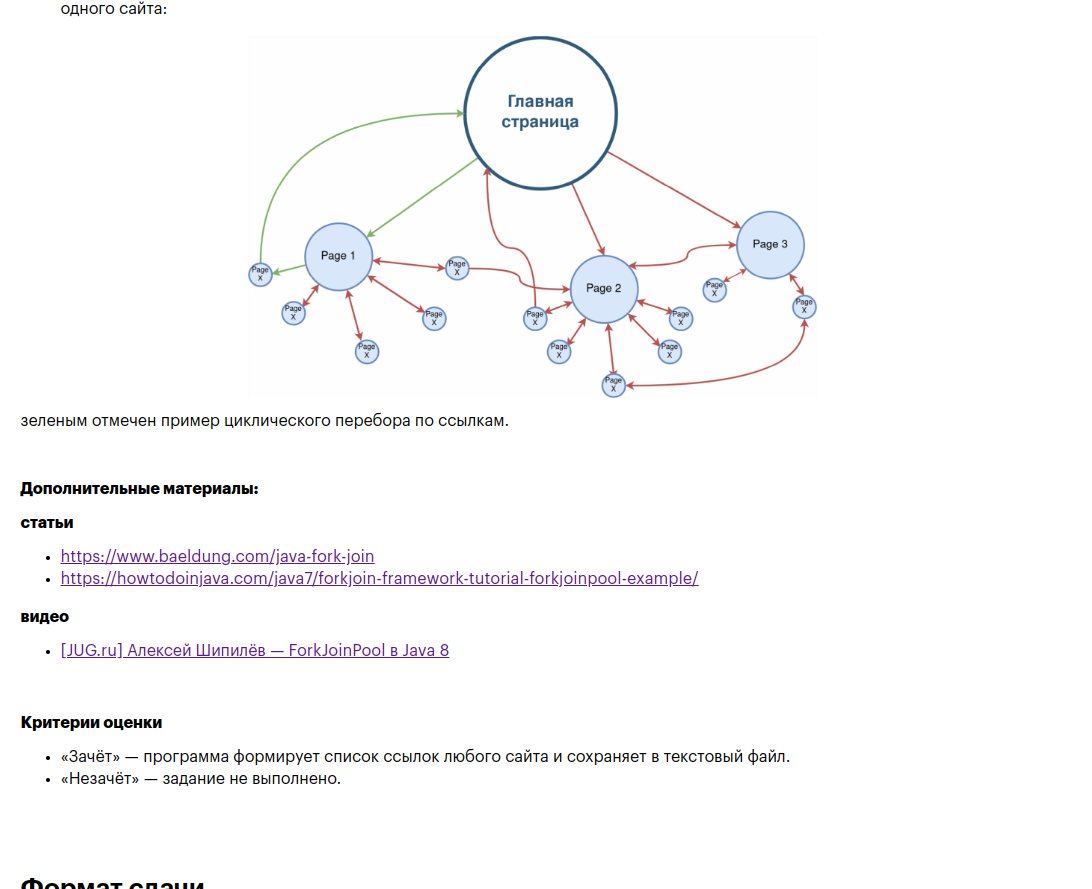 одного сайта:
Главная
страница
Page 3
Page 1
Page
X
Page
X
Page 2
Page
X
Page
X
Page
X
Page
X
Page
X
Page
X
Page
X
Page
X
Page
X
Page
X
зеленым отмечен пример циклического перебора по ссылкам.
Дополнительные материалы:
статьи
https://www.baeldung.com/java-fork-join
https://howtodoinjava.com/java7/forkjoin-framework-tutorial-forkjoinpool-example/
видео
[JUG.ru] Алексей Шипилёв — ForkJoinPool в Java 8
Критерии оценки
«Зачёт» — программа формирует список ссылок любого сайта и сохраняет в текстовый файл.
«Незачёт» — задание не выполнено.
Формат сдачи